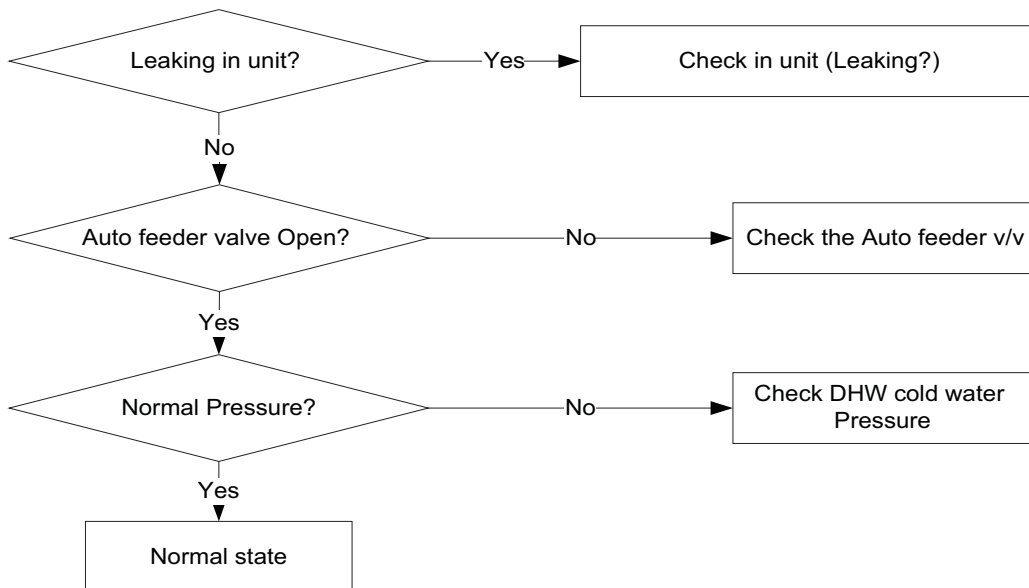 Leaking in unit?
Yes
Check in unit (Leaking?)
No
Auto feeder valve Open?
No
Check the Auto feeder v/v
Yes
Normal Pressure?
No
Check DHW cold water
Pressure
Yes
Normal state